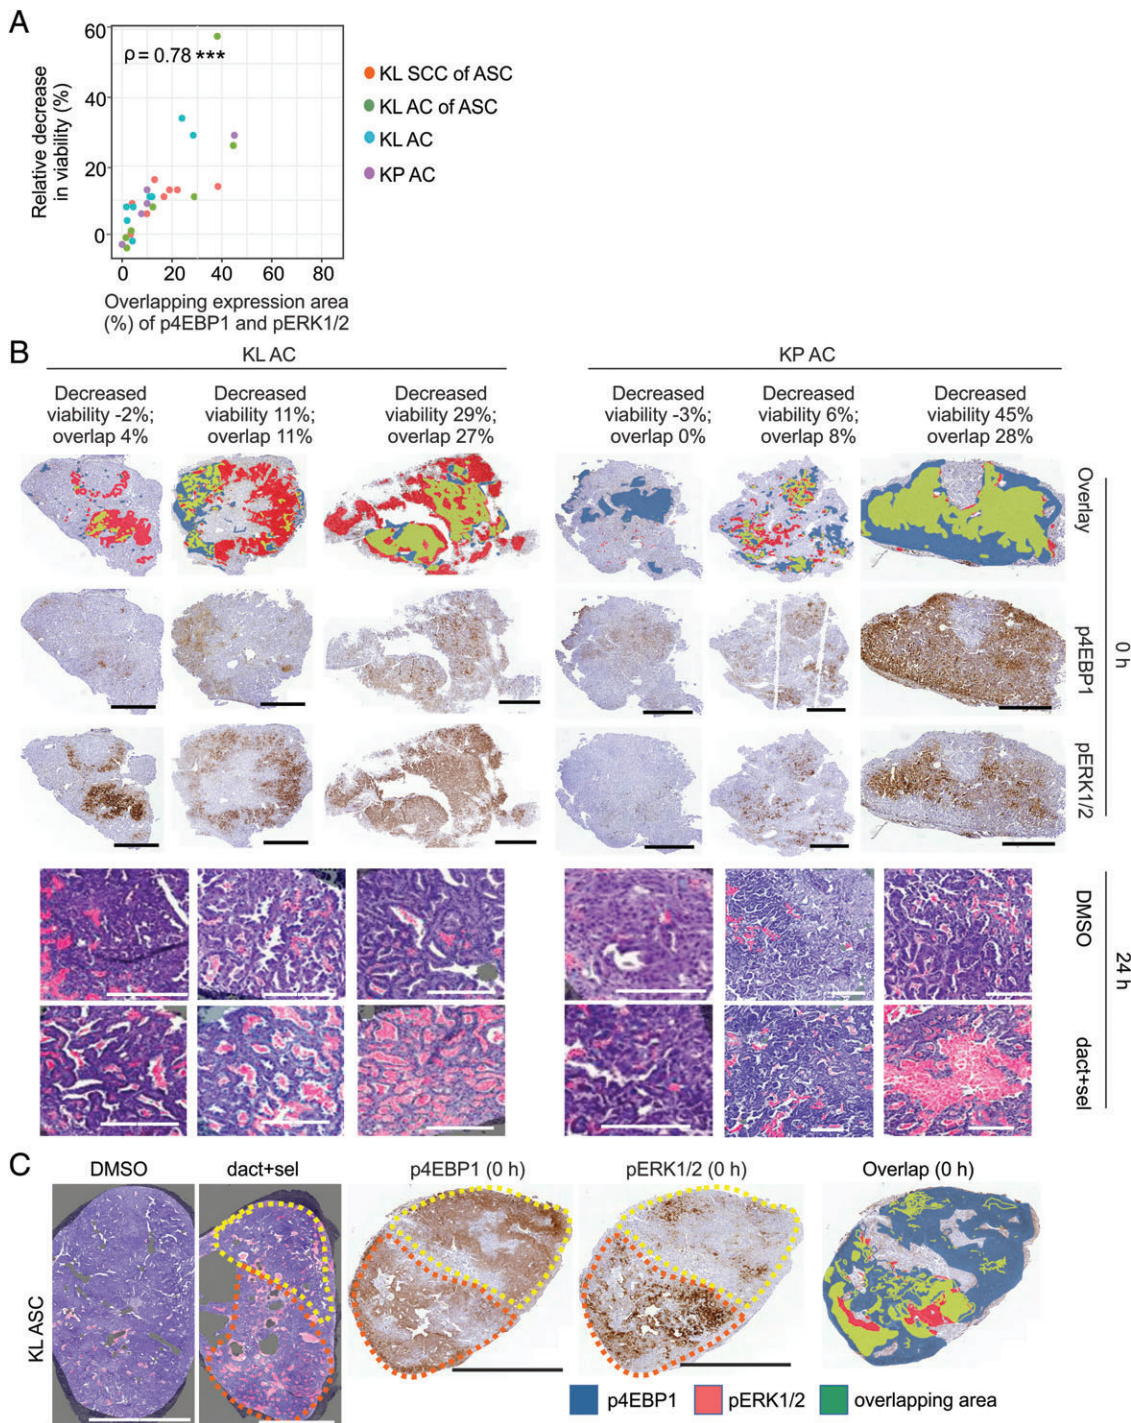 A
60
40
20
0
ρ = 0.78 ***
Relative decrease
in viability (%)
0 20 40 60 80
Overlapping expression area
(%) of p4EBP1 and pERK1/2
KL SCC of ASC
KL AC of ASC
KL AC
KP AC
B
KL AC
KP AC
Decreased
viability -2%;
overlap 4%
Decreased
viability 11%;
overlap 11%
Decreased
viability 29%;
overlap 27%
Decreased
viability -3%;
overlap 0%
Decreased
viability 6%;
overlap 8%
Decreased
viability 45%
overlap 28%
Overlay
p4EBP1
pERK1/2
0 h
DMSO
dact+sel
24 h
C
DMSO
dact+sel
p4EBP1 (0 h)
pERK1/2 (0 h)
Overlap (0 h)
KL ASC
p4EBP1
pERK1/2
overlapping area